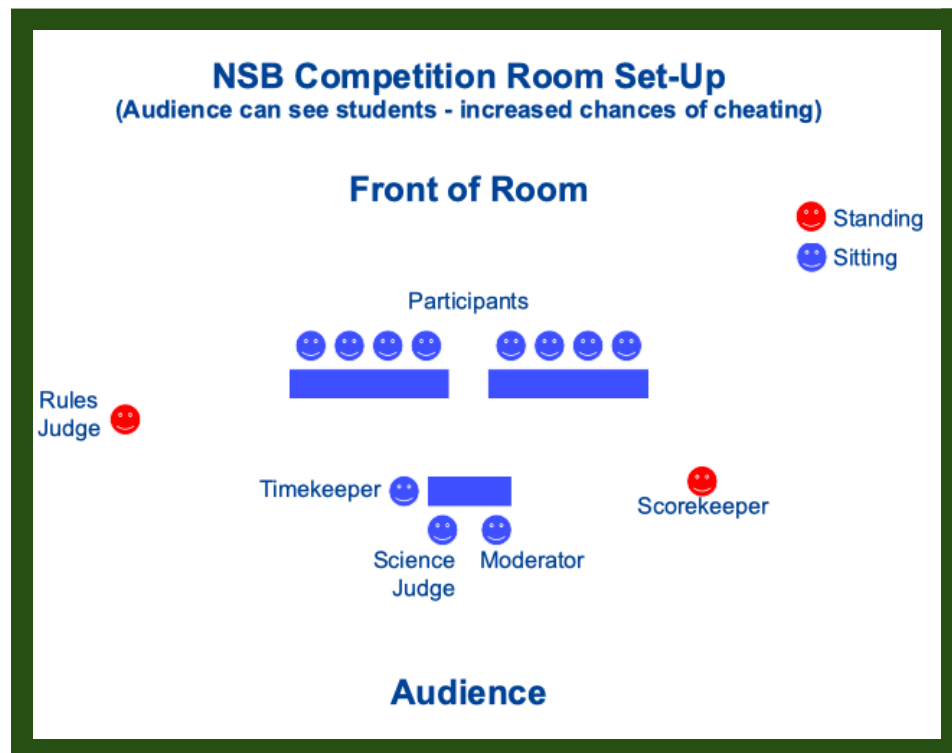 NSB Competition Room Set-Up
(Audience can see students - increased chances of cheating)
Front of Room
Standing
Sitting
Participants
Rules
Judge
Timekeeper
Scorekeeper
Science
Judge
Moderator
Audience